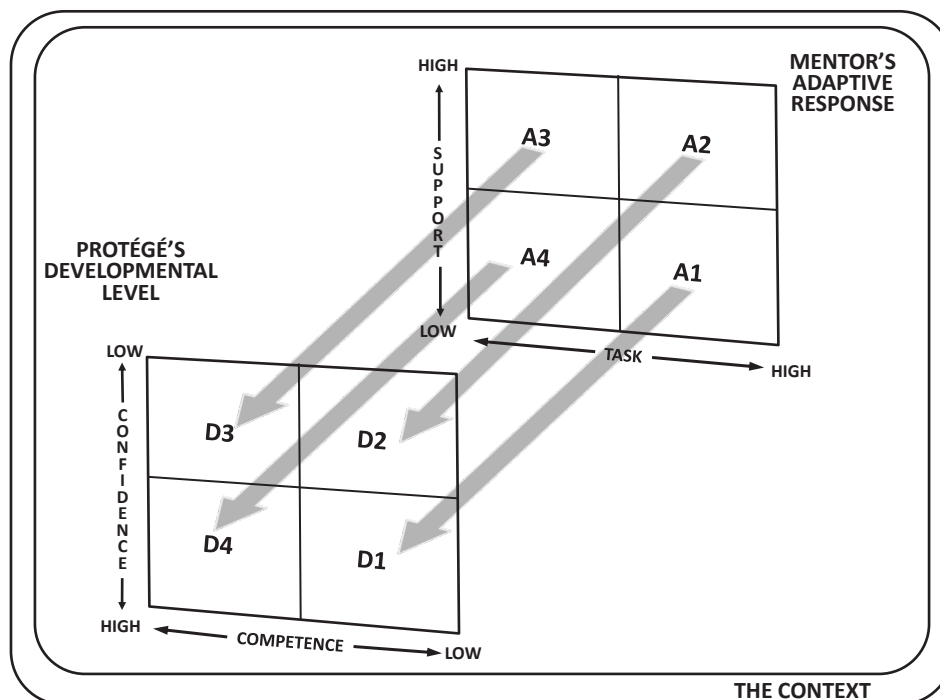 HIGH
MENTOR'S
ADAPTIVE
RESPONSE
A3
A2
SUPPORT
A4
A1
LOW
TASK
HIGH
PROTÉGÉ'S
DEVELOPMENTAL
LEVEL
LOW
D3
D2
CONFIDENCE
D4
D1
HIGH
COMPETENCE
LOW
THE CONTEXT